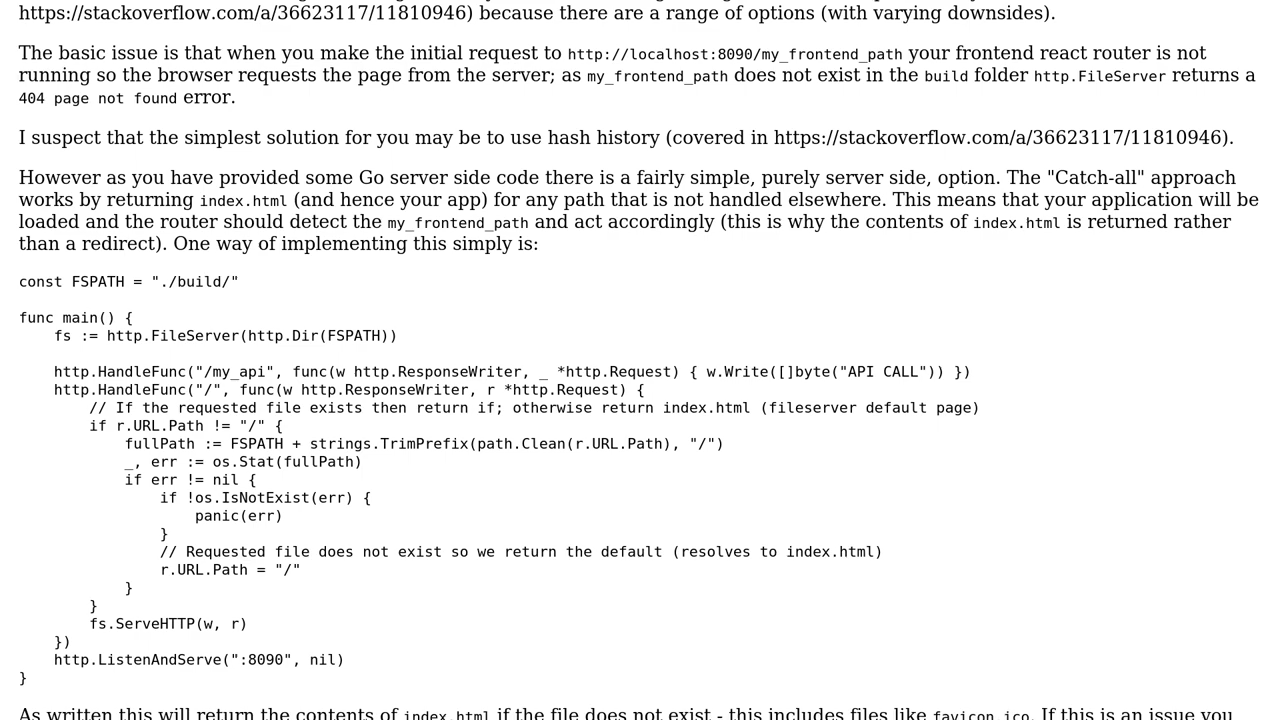 https://stackoverflow.com/a/36623117/11810946) because there are a range of options (with varying downsides).
The basic issue is that when you make the initial request to http://localhost:8090/my_frontend_path your frontend react router is not
running so the browser requests the page from the server; as my_frontend_path does not exist in the build folder http.FileServer returns a
404 page not found error.
I suspect that the simplest solution for you may be to use hash history (covered in https://stackoverflow.com/a/36623117/11810946).
However as you have provided some Go server side code there is a fairly simple, purely server side, option. The "Catch-all" approach
works by returning index.html (and hence your app) for any path that is not handled elsewhere. This means that your application will be
loaded and the router should detect the my_frontend_path and act accordingly (this is why the contents of index.html is returned rather
than a redirect). One way of implementing this simply is:
const FSPATH = "./build/"
func main() {
    fs := http.FileServer(http.Dir(FSPATH))
    http.HandleFunc("/my_api", func(w http.ResponseWriter, _ *http.Request) { w.Write([]byte("API CALL")) })
    http.HandleFunc("/", func(w http.ResponseWriter, r *http.Request) {
        // If the requested file exists then return if; otherwise return index.html (fileserver default page)
        if r.URL.Path != "/" {
            fullPath := FSPATH + strings.TrimPrefix(path.Clean(r.URL.Path), "/")
            _, err := os.Stat(fullPath)
            if err != nil {
                if !os.IsNotExist(err) {
                    panic(err)
                }
                // Requested file does not exist so we return the default (resolves to index.html)
                r.URL.Path = "/"
            }
        }
        fs.ServeHTTP(w, r)
    })
    http.ListenAndServe(":8090", nil)
}
As written this will return the contents of index.html if the file does not exist - this includes files like favicon.ico. If this is an issue you